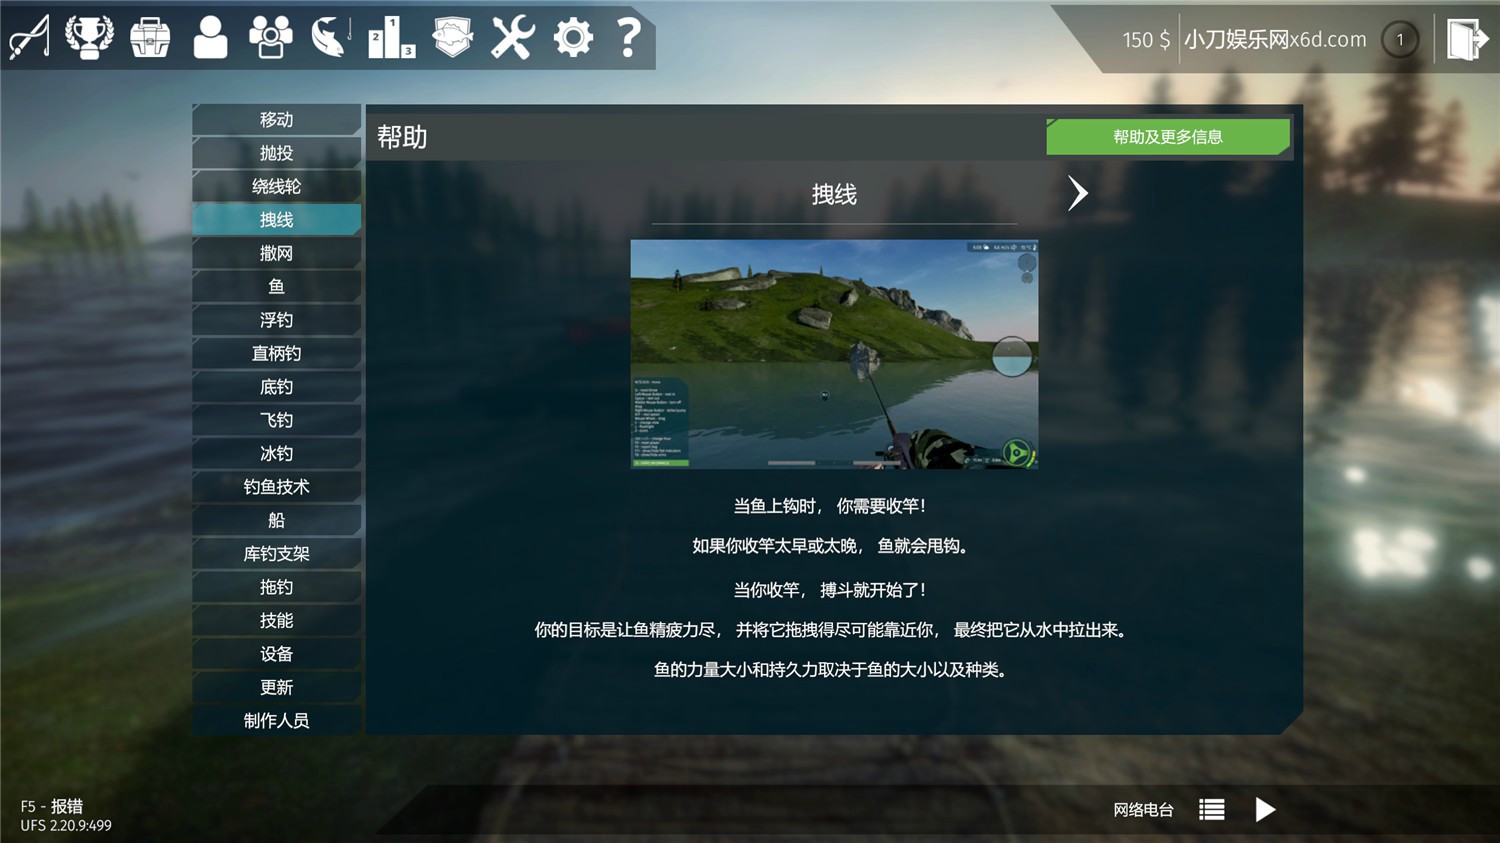 1
2
3
150 $
小刀娱乐网x6d.com
1
移动
抛投
绕线轮
拽线
撒网
鱼
浮钓
直柄钓
底钓
飞钓
冰钓
钓鱼技术
船
库钓支架
拖钓
技能
设备
更新
制作人员
帮助
帮助及更多信息
拽线
当鱼上钩时， 你需要收竿！
如果你收竿太早或太晚， 鱼就会甩钩。
当你收竿， 搏斗就开始了！
你的目标是让鱼精疲力尽， 并将它拖拽得尽可能靠近你， 最终把它从水中拉出来。
鱼的力量大小和持久力取决于鱼的大小以及种类。
F5 - 报错
UFS 2.20.9:499
网络电台